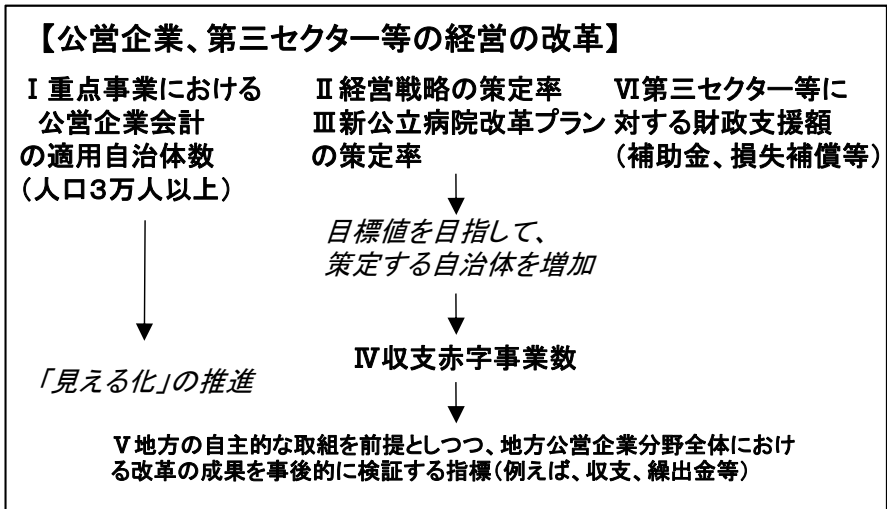 【公営企業、第三セクター等の経営の改革】
Ⅰ 重点事業における
公営企業会計
の適用自治体数
(人口3万人以上)
Ⅱ経営戦略の策定率
Ⅲ新公立病院改革プラン
の策定率
Ⅵ第三セクター等に
対する財政支援額
(補助金、損失補償等)
目標値を目指して、
策定する自治体を増加
Ⅳ収支赤字事業数
「見える化」の推進
Ⅴ地方の自主的な取組を前提としつつ、地方公営企業分野全体におけ
る改革の成果を事後的に検証する指標(例えば、収支、繰出金等)